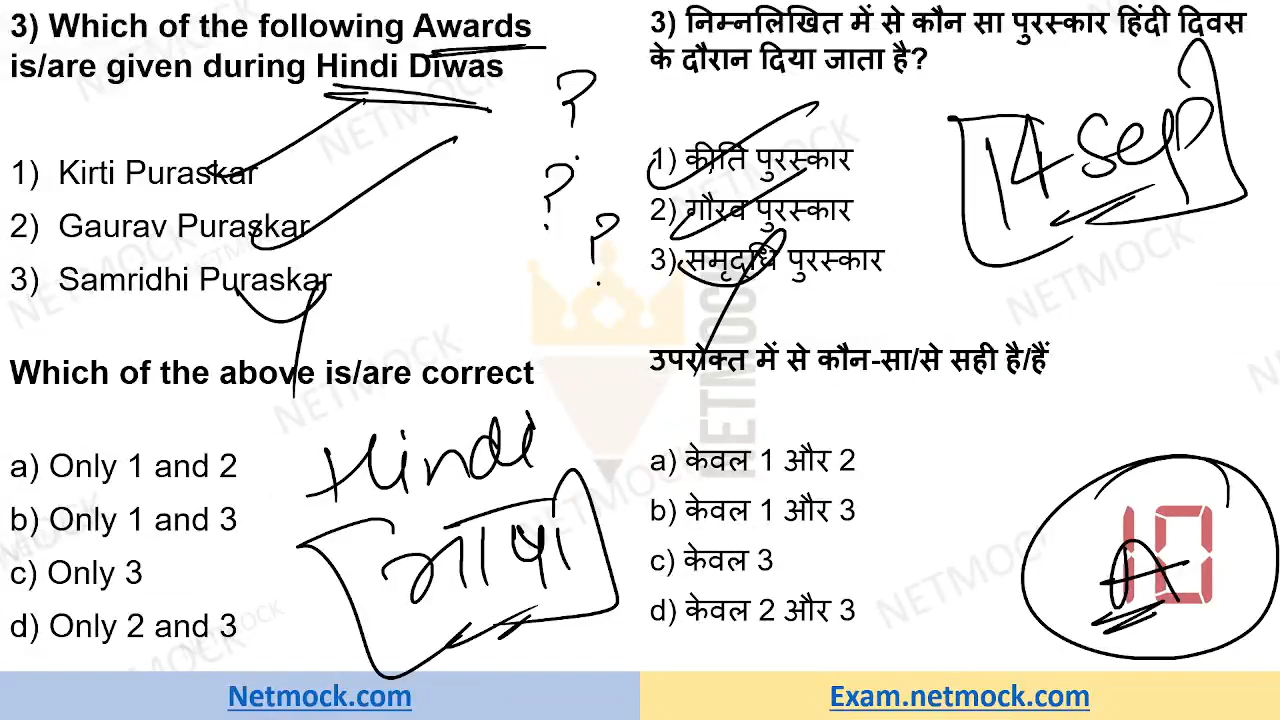 3) Which of the following Awards
is/are given during Hindi Diwas
1) Kirti Puraskar
2) Gaurav Puraskar
3) Samridhi Puraskar
Which of the above is/are correct
a) Only 1 and 2
b) Only 1 and 3
c) Only 3
d) Only 2 and 3
Hindi
भाषा
Netmock.com
3) निम्नलिखित में से कौन सा पुरस्कार हिंदी दिवस
के दौरान दिया जाता है?
14 Sep
1) कीर्ति पुरस्कार
2) गौरव पुरस्कार
3) समृद्धि पुरस्कार
उपरोक्त में से कौन-सा/से सही है/हैं
a) केवल 1 और 2
b) केवल 1 और 3
c) केवल 3
d) केवल 2 और 3
10
A
Exam.netmock.com
NETMOCK